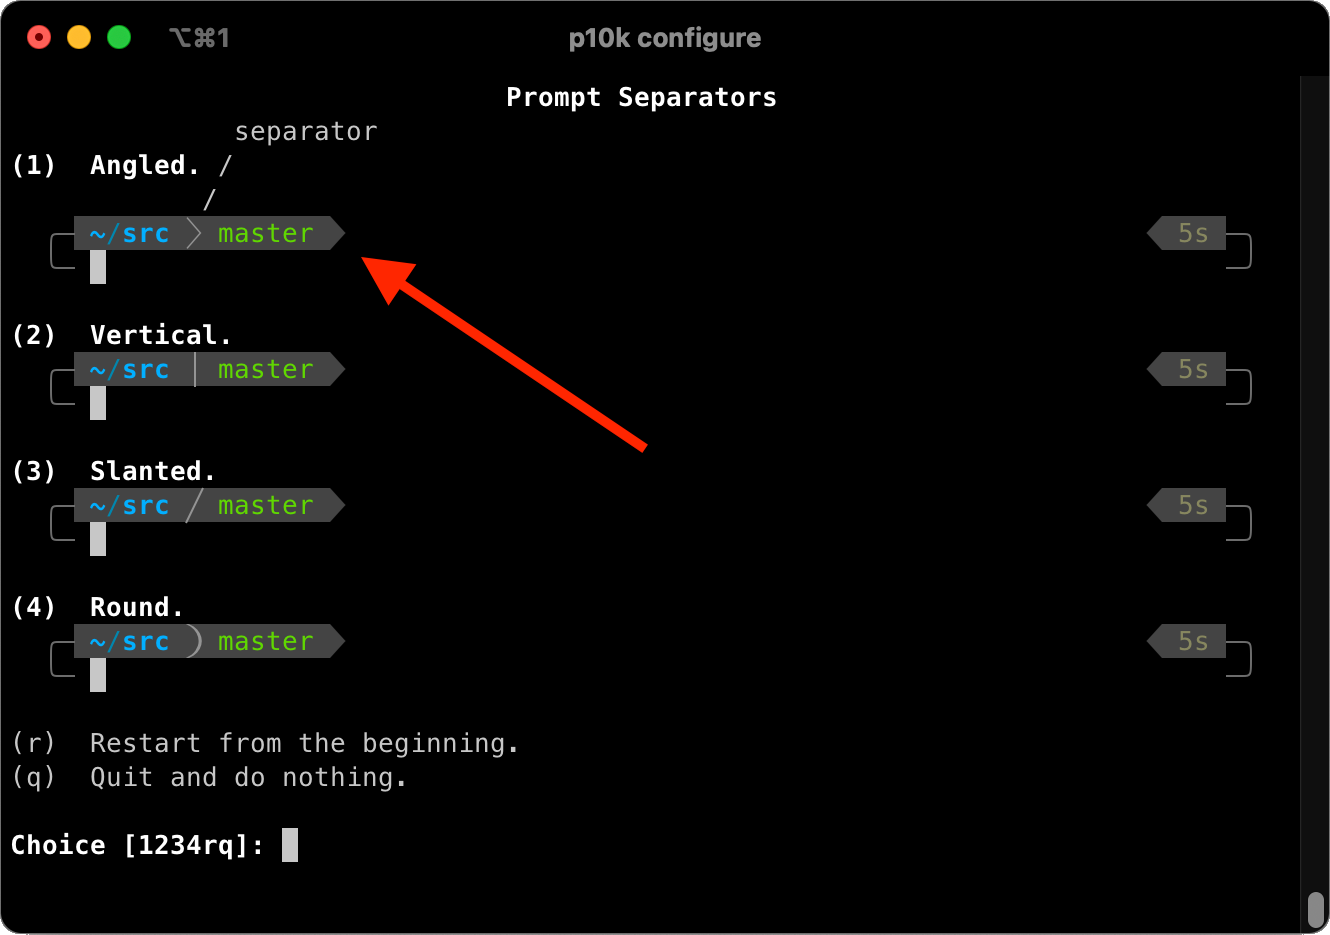 ⌥⌘1
p10k configure
Prompt Separators
separator
(1) Angled. /
/
~/src master 5s
(2) Vertical.
~/src master 5s
(3) Slanted.
~/src master 5s
(4) Round.
~/src master 5s
(r) Restart from the beginning.
(q) Quit and do nothing.
Choice [1234rq]: